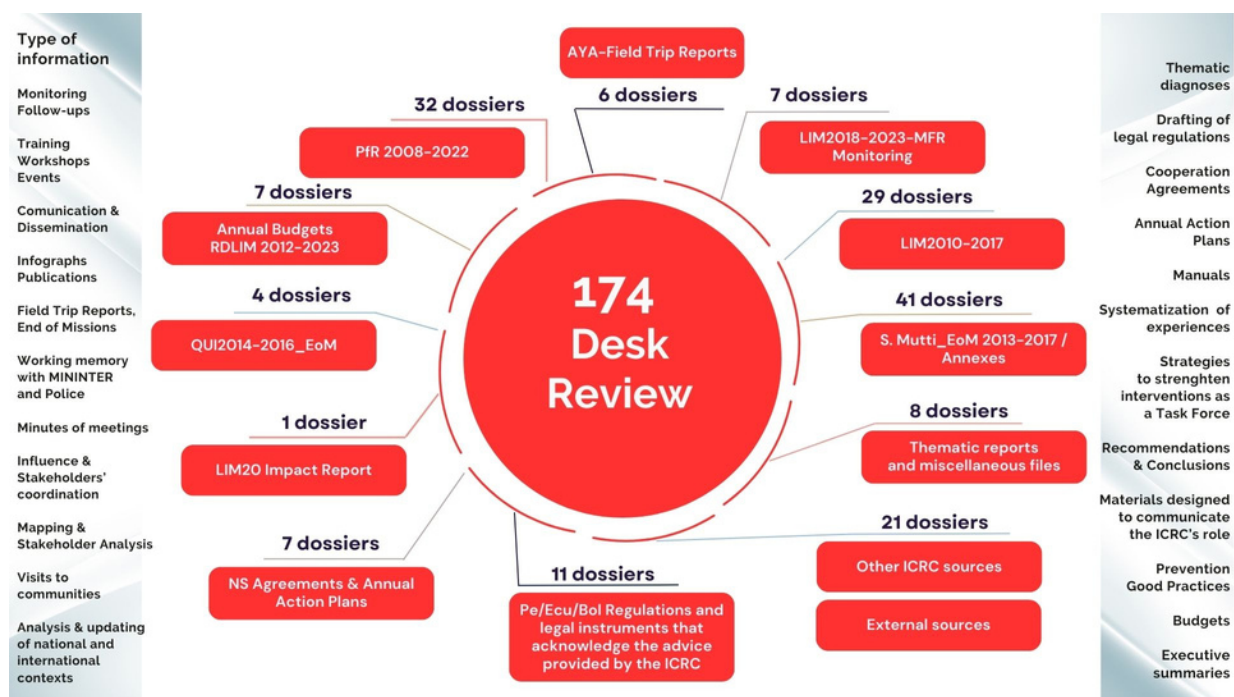 Type of
information
Monitoring
Follow-ups
Training
Workshops
Events
Comunication &
Dissemination
Infographs
Publications
Field Trip Reports,
End of Missions
Working memory
with MININTER
and Police
Minutes of meetings
Influence &
Stakeholders'
coordination
Mapping &
Stakeholder Analysis
Visits to
communities
Analysis & updating
of national and
international
contexts
AYA-Field Trip Reports
6 dossiers
32 dossiers
PfR 2008-2022
7 dossiers
Annual Budgets
RDLIM 2012-2023
4 dossiers
QUI2014-2016_EoM
1 dossier
LIM20 Impact Report
7 dossiers
NS Agreements & Annual
Action Plans
174
Desk
Review
7 dossiers
LIM2018-2023-MFR
Monitoring
29 dossiers
LIM2010-2017
41 dossiers
S. Mutti_EoM 2013-2017 /
Annexes
8 dossiers
Thematic reports
and miscellaneous files
21 dossiers
Other ICRC sources
External sources
11 dossiers
Pe/Ecu/Bol Regulations and
legal instruments that
acknowledge the advice
provided by the ICRC
Thematic
diagnoses
Drafting of
legal regulations
Cooperation
Agreements
Annual Action
Plans
Manuals
Systematization of
experiences
Strategies
to strenghten
interventions as
a Task Force
Recommendations
& Conclusions
Materials designed
to communicate
the ICRC's role
Prevention
Good Practices
Budgets
Executive
summaries